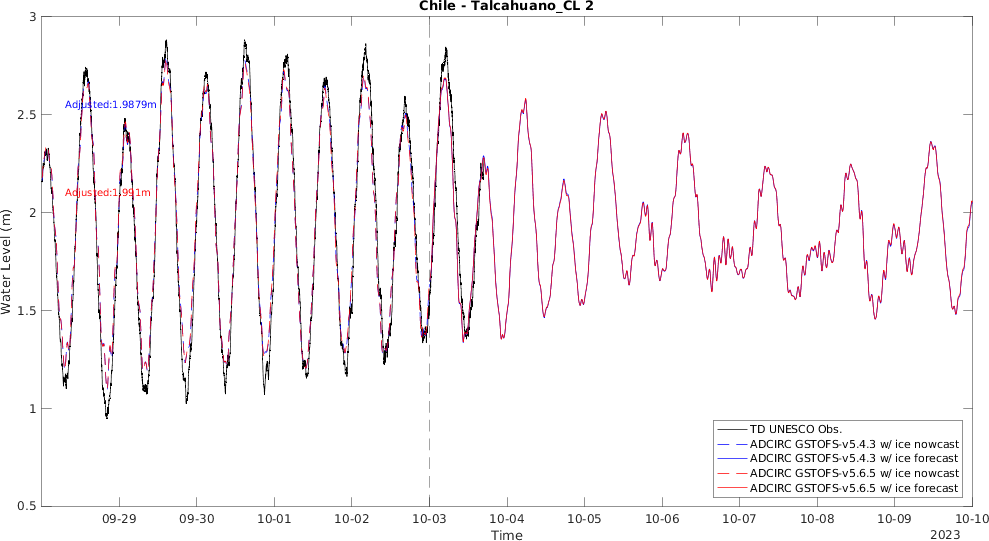 Chile - Talcahuano_CL 2
3
2.5
2
1.5
1
0.5
Water Level (m)
Adjusted:1.9879m
Adjusted:1.991m
TD UNESCO Obs.
ADCIRC GSTOFS-v5.4.3 w/ ice nowcast
ADCIRC GSTOFS-v5.4.3 w/ ice forecast
ADCIRC GSTOFS-v5.6.5 w/ ice nowcast
ADCIRC GSTOFS-v5.6.5 w/ ice forecast
09-29 09-30 10-01 10-02 10-03 10-04 10-05 10-06 10-07 10-08 10-09 10-10
Time
2023